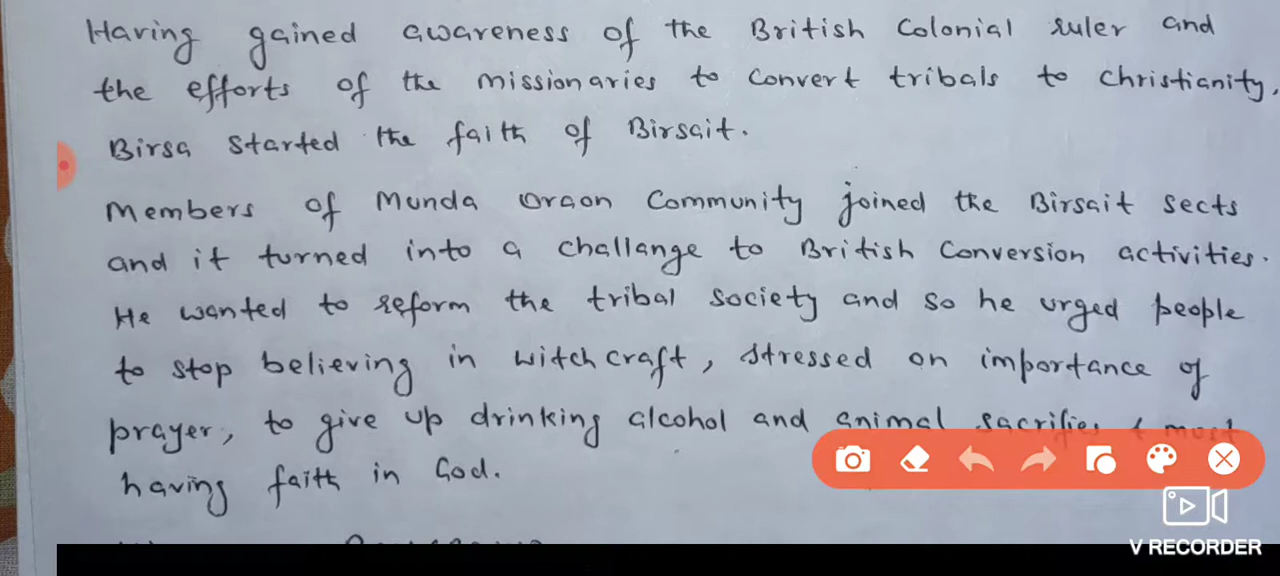 Having gained awareness of the British Colonial ruler and
the efforts of the missionaries to convert tribals to christianity,
Birsa started the faith of Birsait.
Members of Munda Oraon Community joined the Birsait sects
and it turned into a challange to British Conversion activities.
He wanted to reform the tribal society and so he urged people
to stop believing in witch craft, stressed on importance of
prayer, to give up drinking alcohol and animal sacrifies & most
having faith in God.
V RECORDER